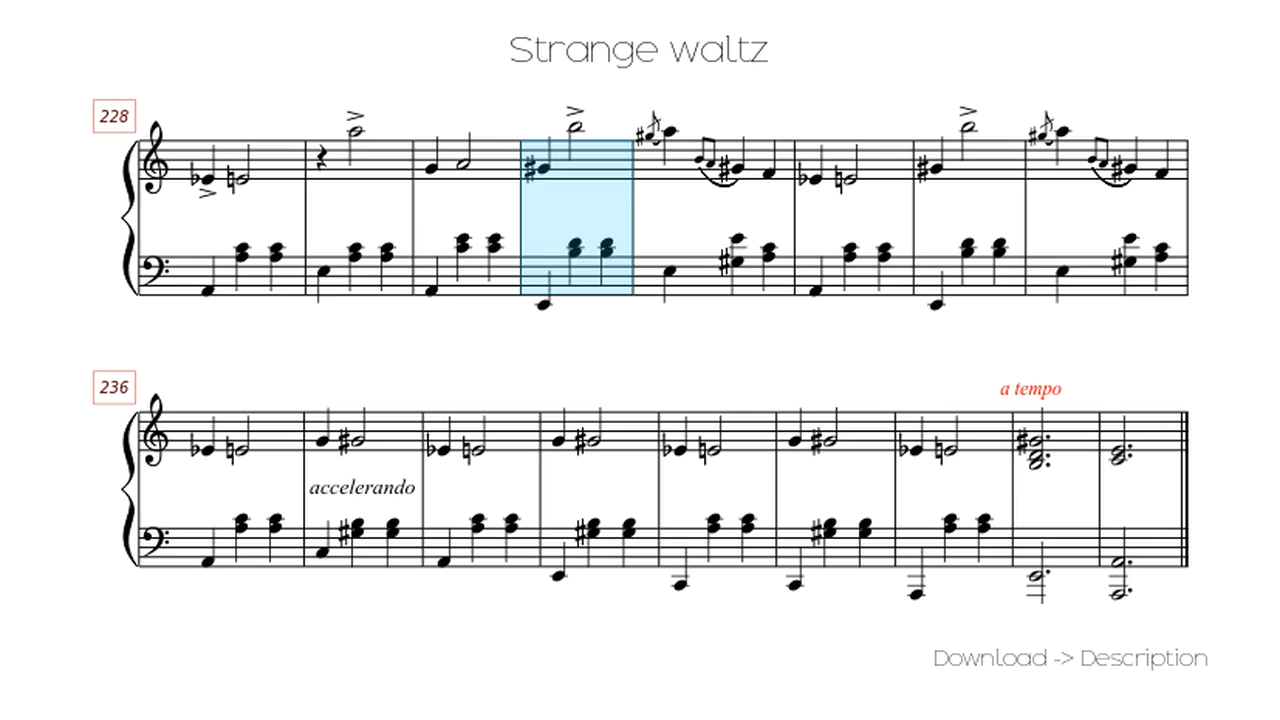 Strange waltz
228
236
a tempo
accelerando
Download -> Description